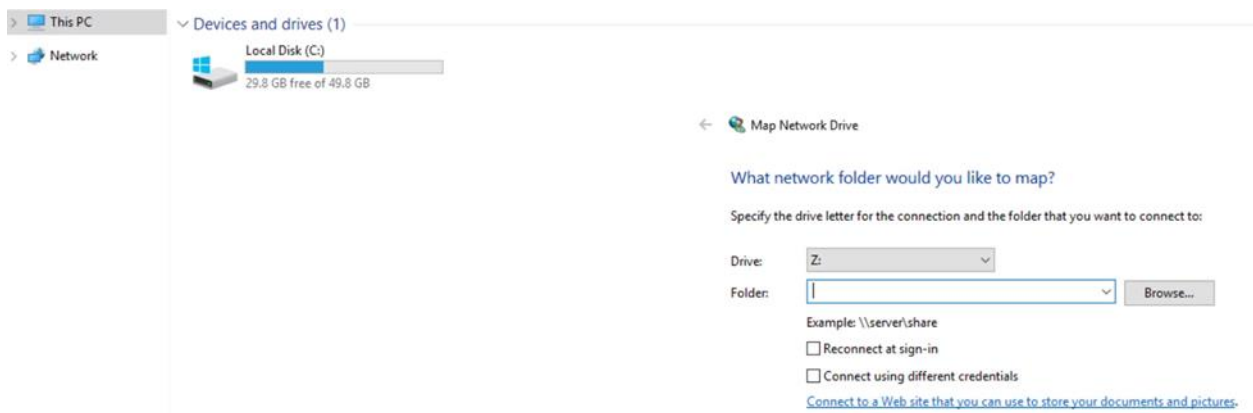 This PC
Network
Devices and drives (1)
Local Disk (C:)
29.8 GB free of 49.8 GB
Map Network Drive
What network folder would you like to map?
Specify the drive letter for the connection and the folder that you want to connect to:
Drive: Z:
Folder: Browse...
Example: \\server\share
Reconnect at sign-in
Connect using different credentials
Connect to a Web site that you can use to store your documents and pictures.